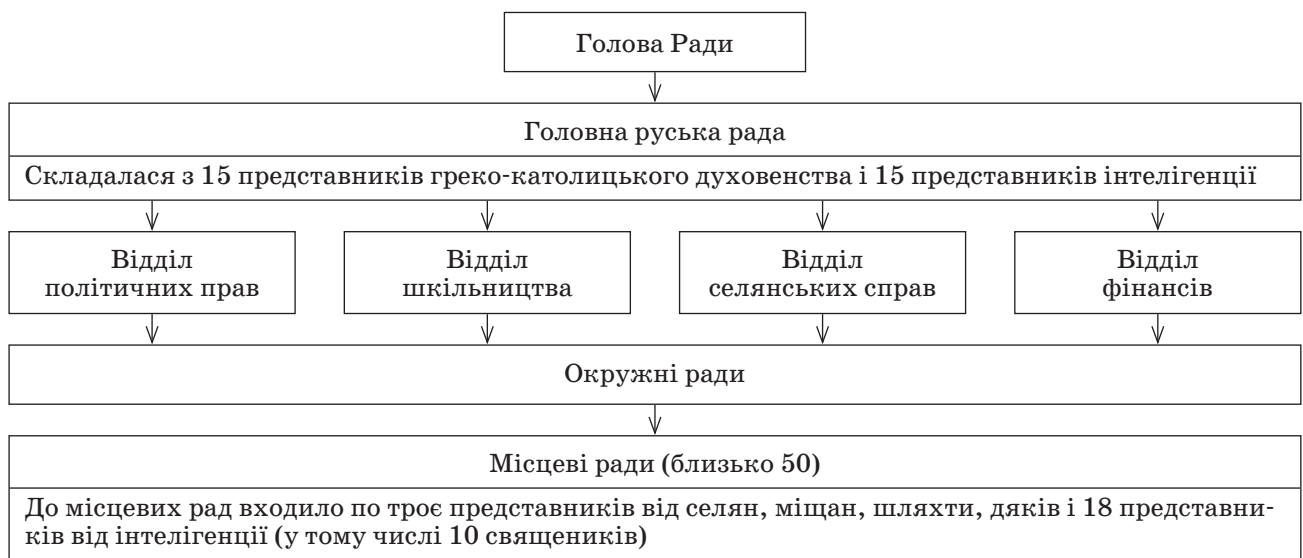 Голова Ради
Головна руська рада
Складалася з 15 представників греко-католицького духовенства і 15 представників інтелігенції
Відділ
політичних прав
Відділ
шкільництва
Відділ
селянських справ
Відділ
фінансів
Окружні ради
Місцеві ради (близько 50)
До місцевих рад входило по троє представників від селян, міщан, шляхти, дяків і 18 представни-
ків від інтелігенції (у тому числі 10 священиків)